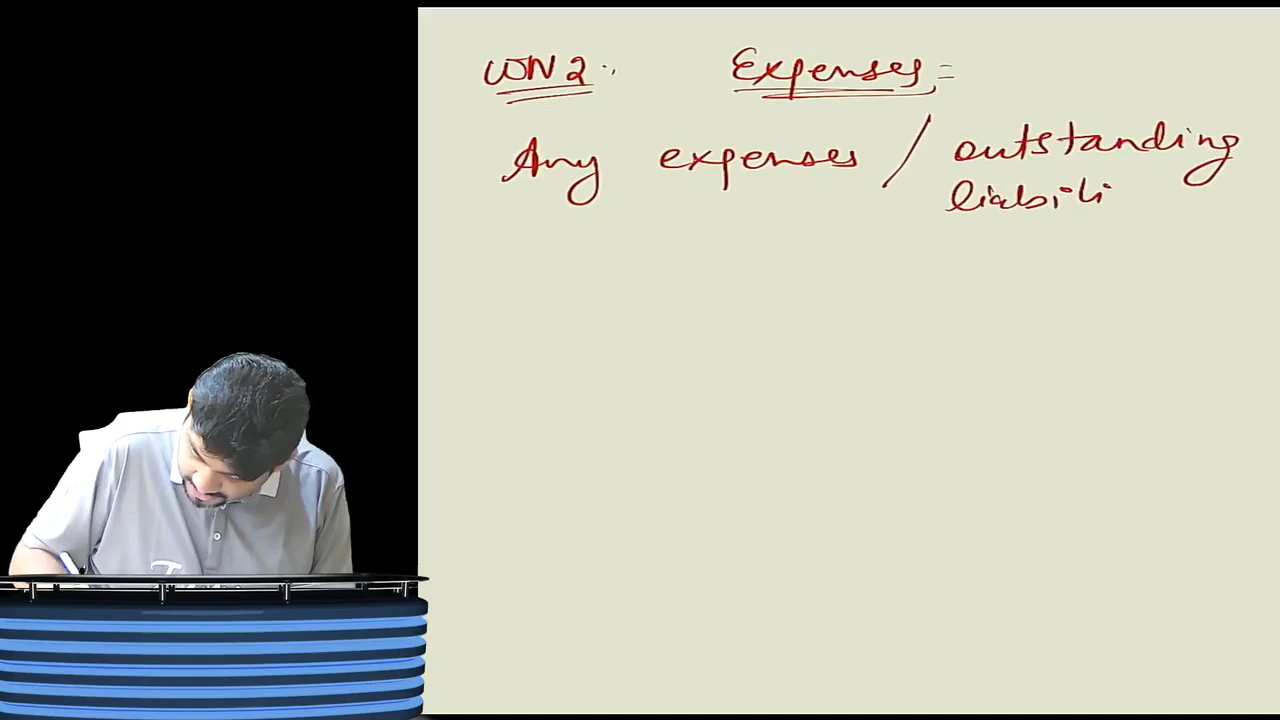 WN 2 :- Expenses =
Any expenses / outstanding
liabili